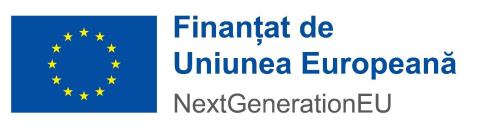 Finanțat de
Uniunea Europeană
NextGenerationEU